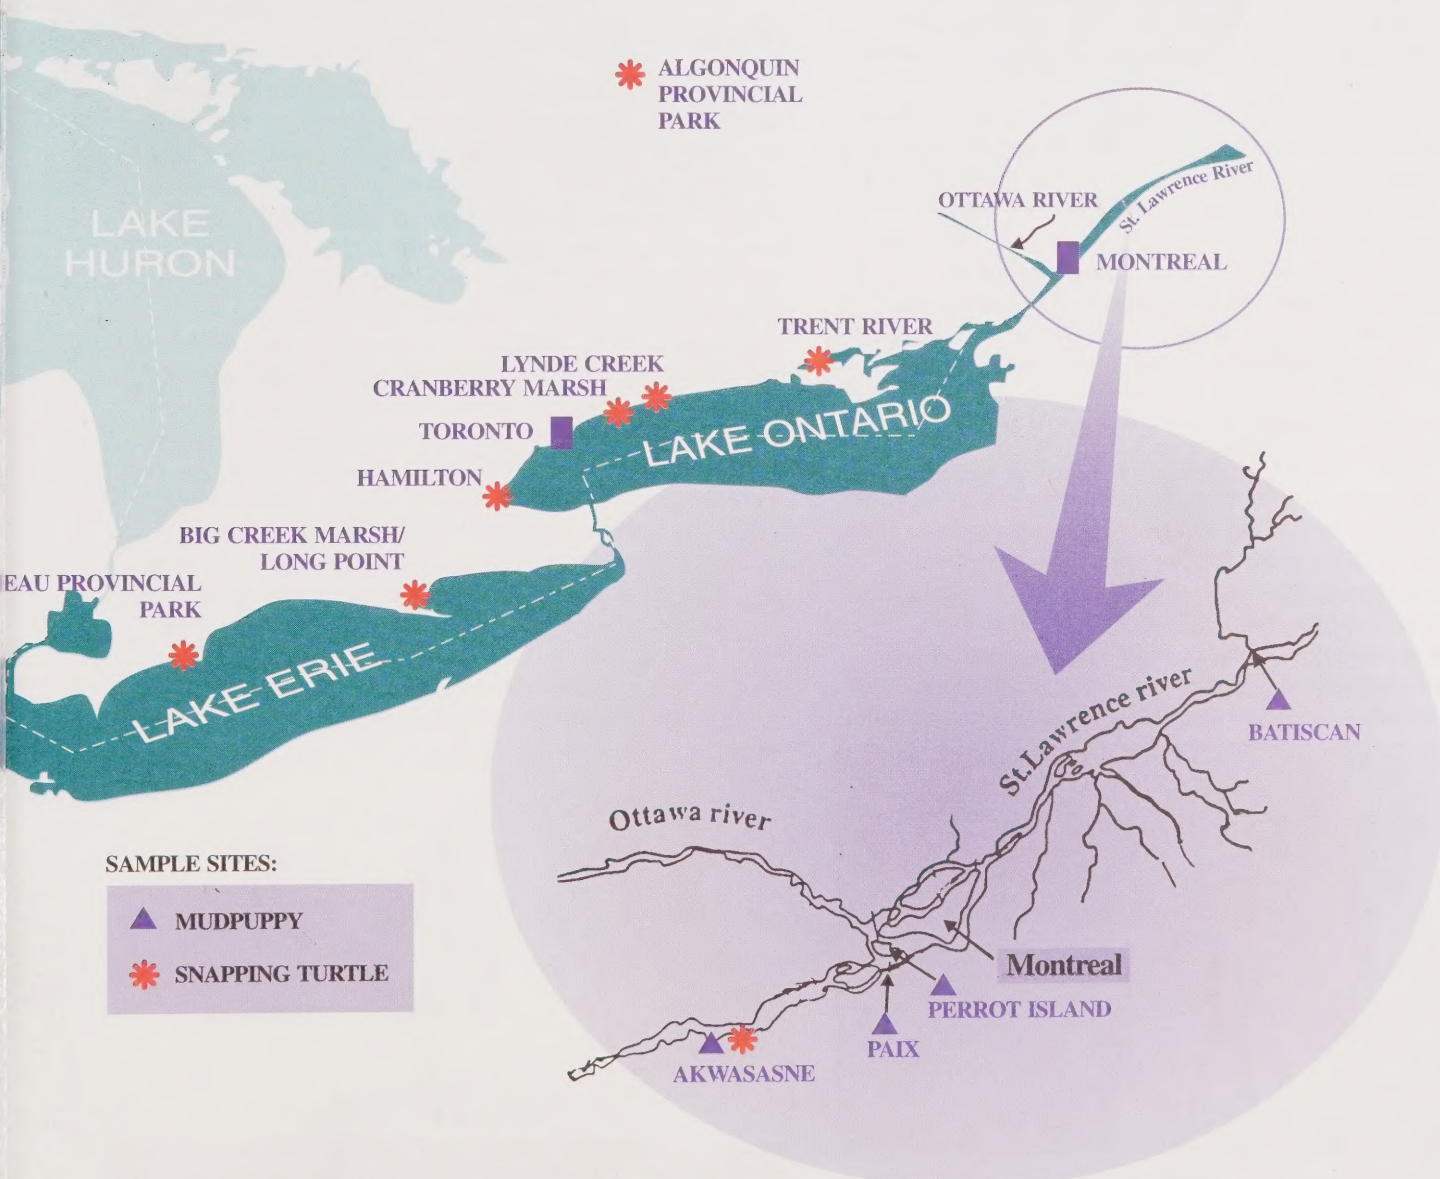 ALGONQUIN
PROVINCIAL
PARK
LAKE
HURON
OTTAWA RIVER
St. Lawrence River
MONTREAL
TRENT RIVER
LYNDE CREEK
CRANBERRY MARSH
TORONTO
LAKE ONTARIO
HAMILTON
BIG CREEK MARSH/
LONG POINT
EAU PROVINCIAL
PARK
LAKE ERIE
St.Lawrence river
BATISCAN
Ottawa river
SAMPLE SITES:
MUDPUPPY
SNAPPING TURTLE
Montreal
PERROT ISLAND
PAIX
AKWASASNE